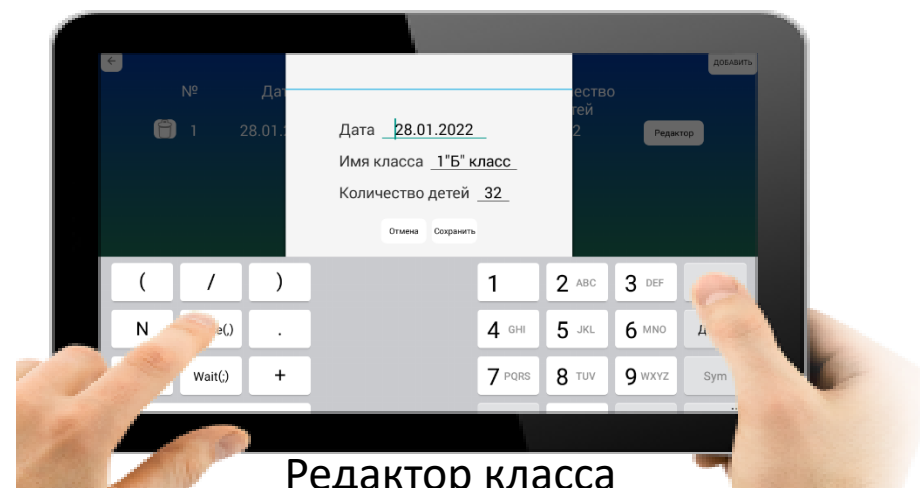 ДОБАВИТЬ
№
1
28.01.
2
Редактор
Дата 28.01.2022
Имя класса 1"Б" класс
Количество детей 32
Отмена Сохранить
( / ) 1 2 ABC 3 DEF
N . 4 GHI 5 JKL 6 MNO
Wait(;) + 7 PQRS 8 TUV 9 WXYZ Sym
Редактор класса